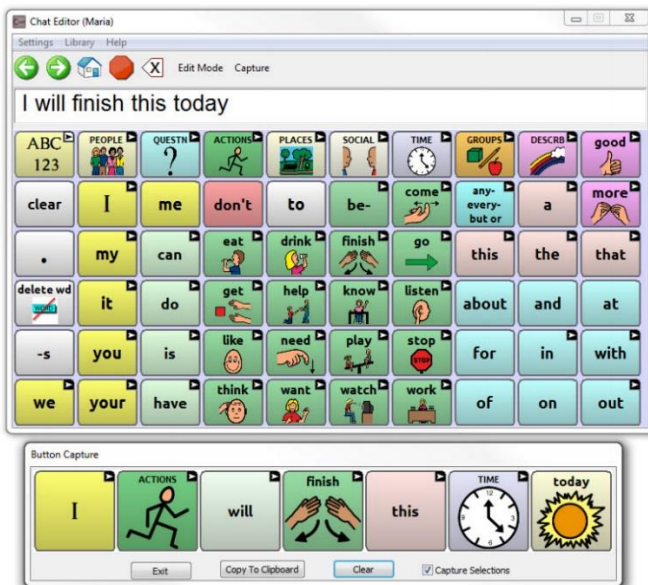 Chat Editor (Maria)
Settings Library Help
X Edit Mode Capture
I will finish this today
ABC 123 PEOPLE QUESTN ? ACTIONS PLACES SOCIAL TIME GROUPS DESCRB good
clear I me don't to be- come any- every- but or a more
. my can eat drink finish go this the that
delete wd it do get help know listen about and at
-s you is like need play stop STOP for in with
we your have think want watch work of on out
Button Capture
I ACTIONS will finish this TIME today
Exit Copy To Clipboard Clear Capture Selections